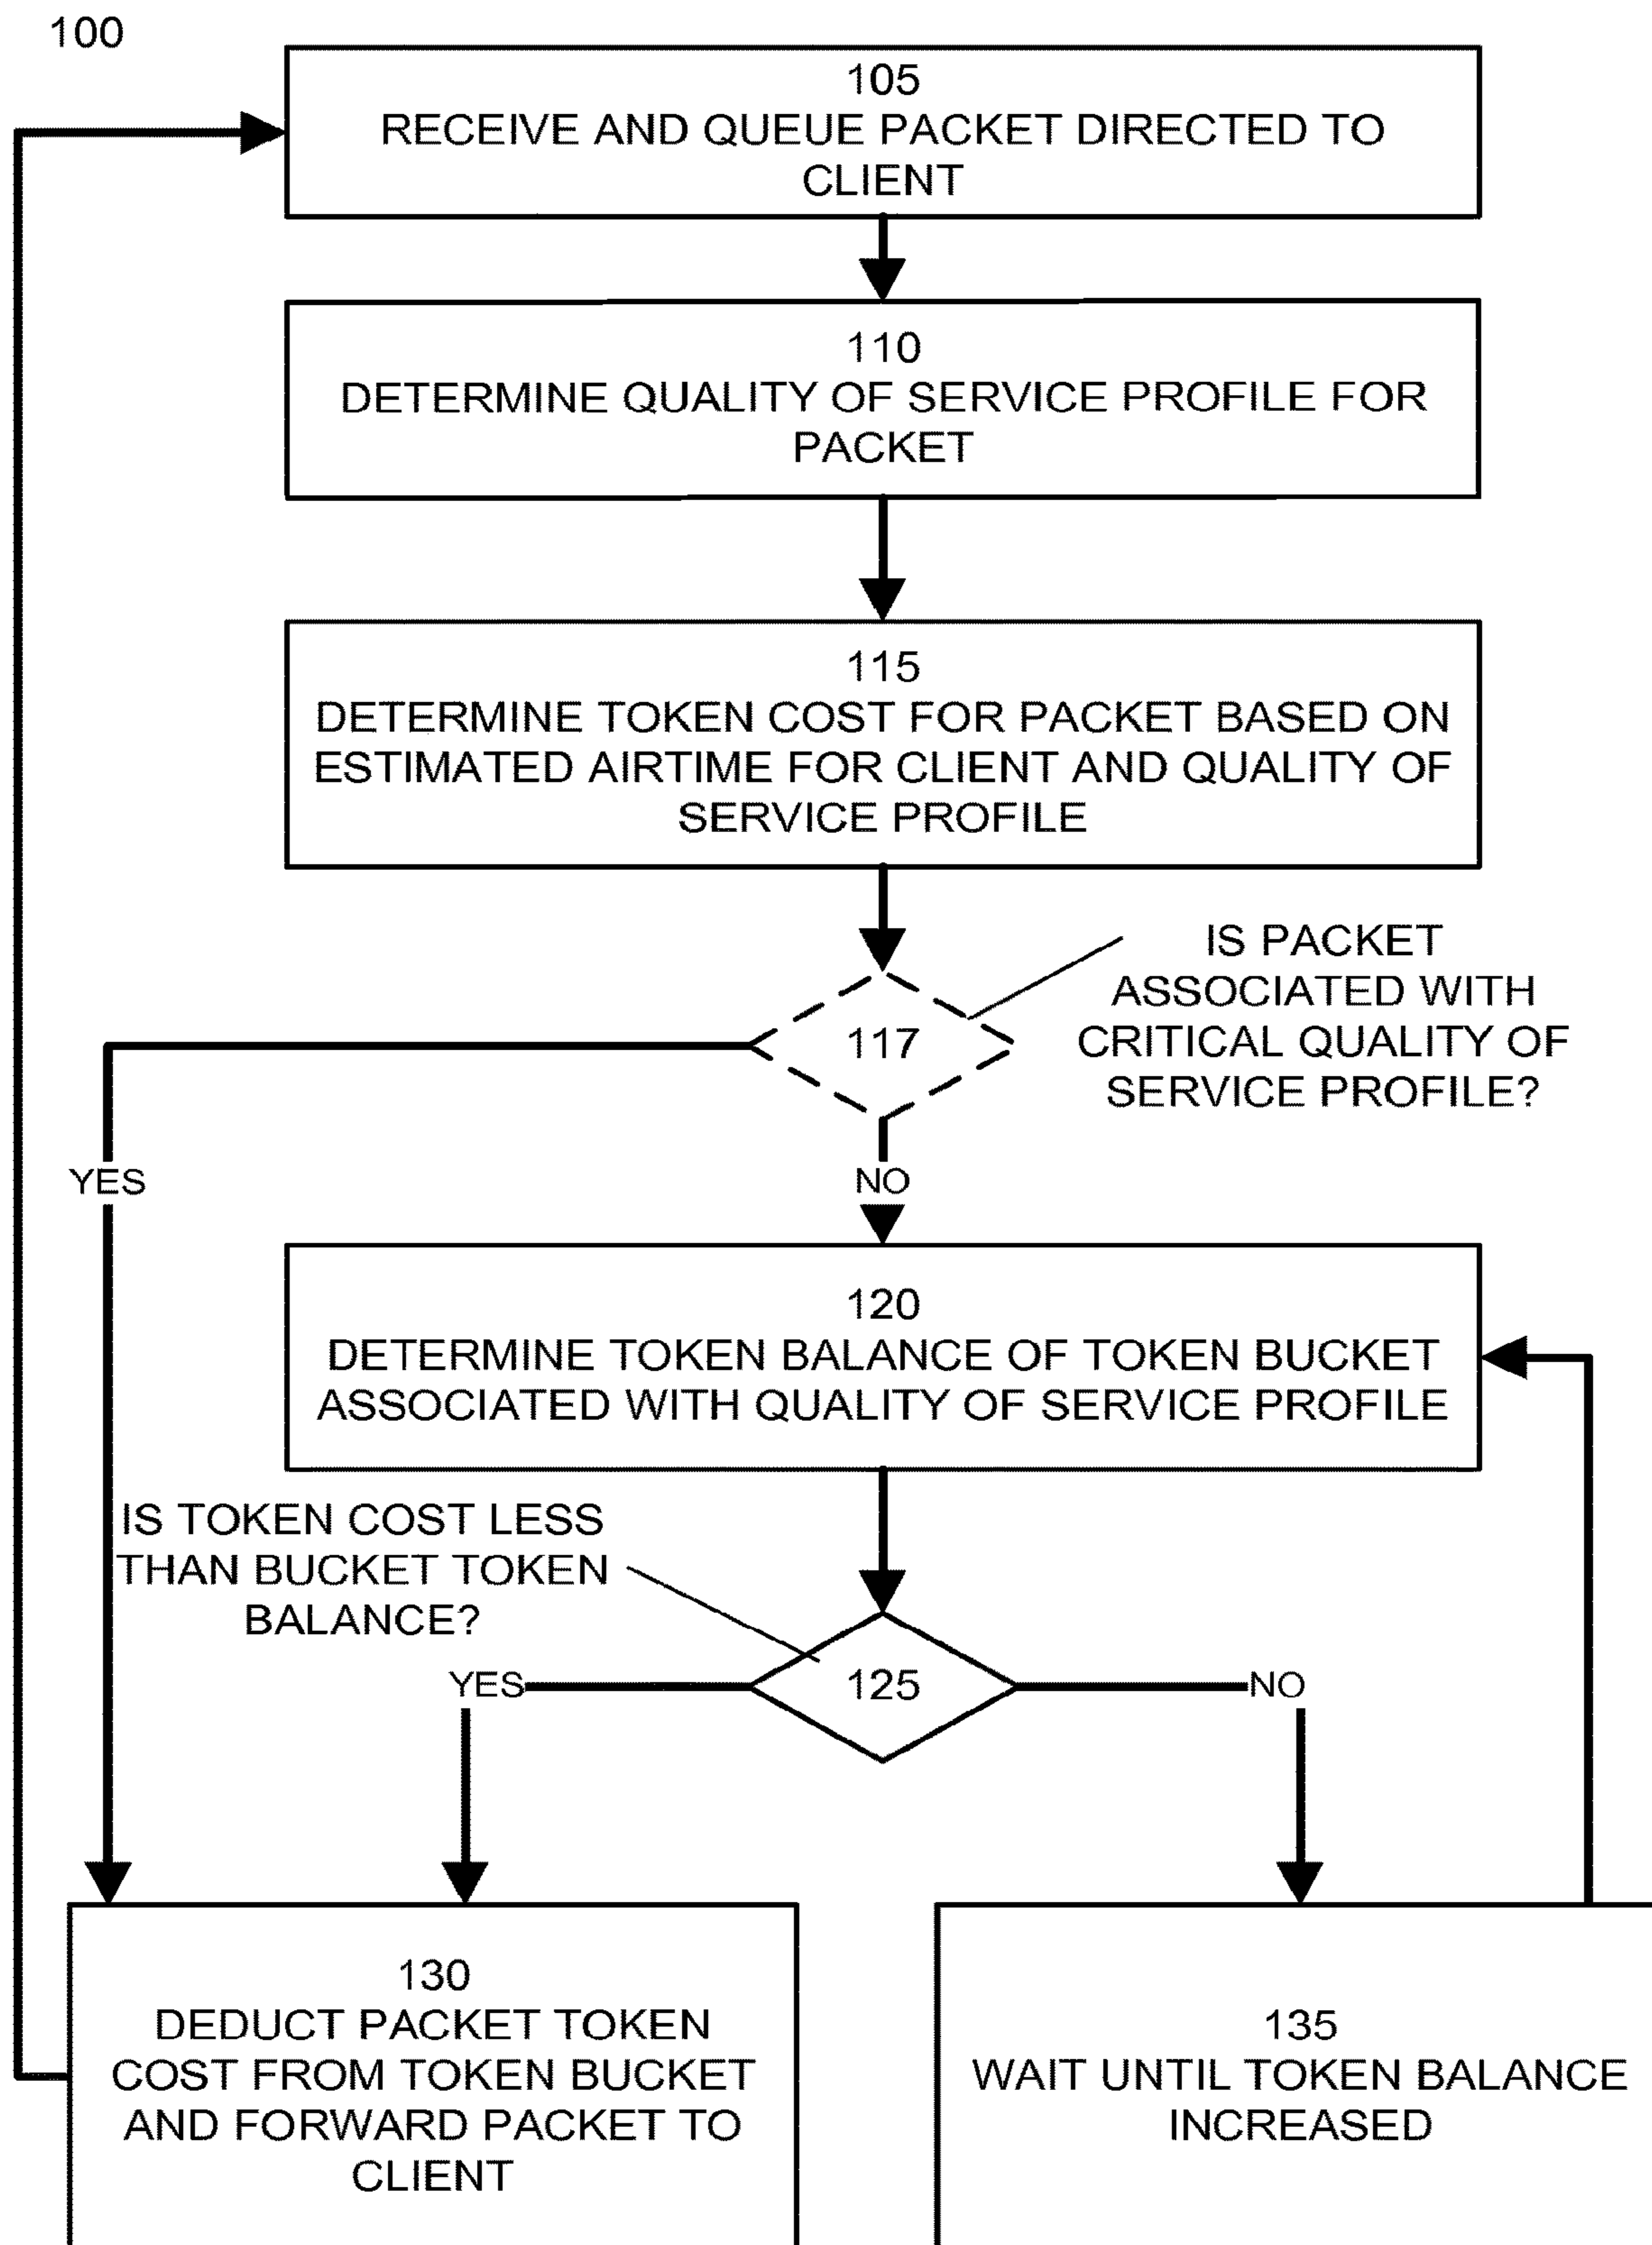 100
105
RECEIVE AND QUEUE PACKET DIRECTED TO
CLIENT
110
DETERMINE QUALITY OF SERVICE PROFILE FOR
PACKET
115
DETERMINE TOKEN COST FOR PACKET BASED ON
ESTIMATED AIRTIME FOR CLIENT AND QUALITY OF
SERVICE PROFILE
IS PACKET
ASSOCIATED WITH
CRITICAL QUALITY OF
SERVICE PROFILE?
117
YES
NO
120
DETERMINE TOKEN BALANCE OF TOKEN BUCKET
ASSOCIATED WITH QUALITY OF SERVICE PROFILE
IS TOKEN COST LESS
THAN BUCKET TOKEN
BALANCE?
YES
125
NO
130
DEDUCT PACKET TOKEN
COST FROM TOKEN BUCKET
AND FORWARD PACKET TO
CLIENT
135
WAIT UNTIL TOKEN BALANCE
INCREASED